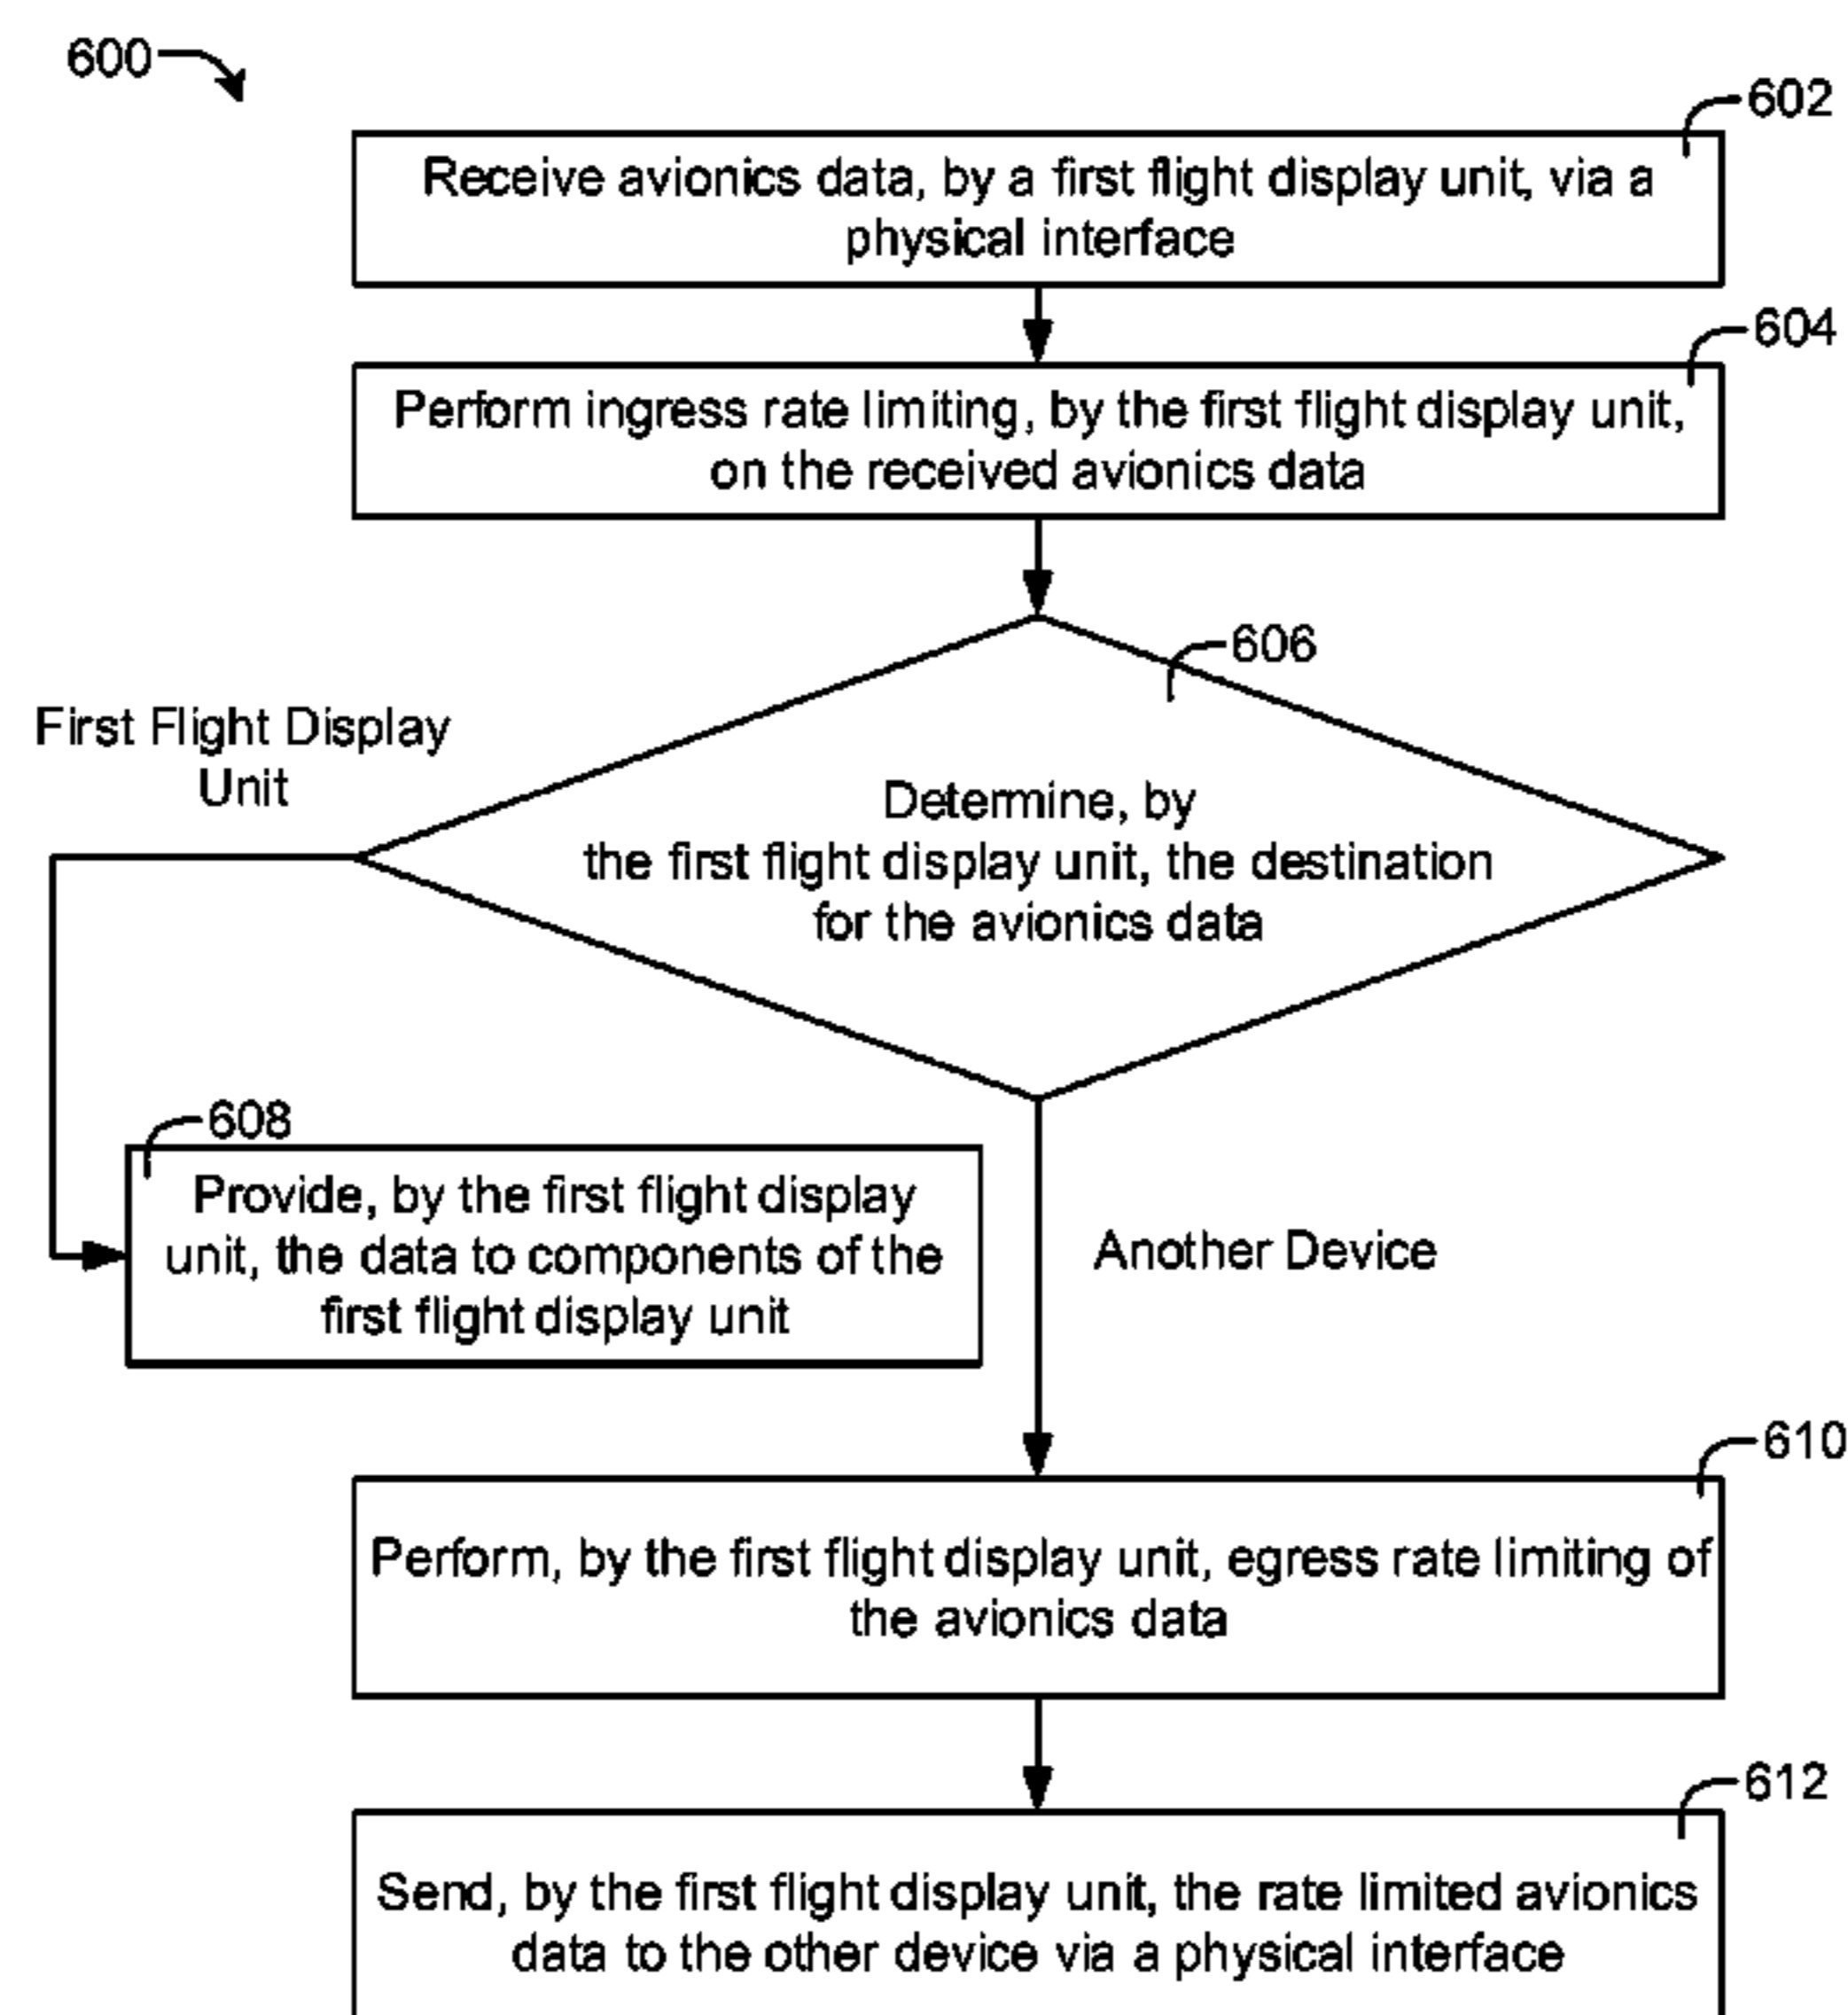 600
602
Receive avionics data, by a first flight display unit, via a
physical interface
604
Perform ingress rate limiting, by the first flight display unit,
on the received avionics data
606
First Flight Display
Unit
Determine, by
the first flight display unit, the destination
for the avionics data
608
Provide, by the first flight display
unit, the data to components of the
first flight display unit
Another Device
610
Perform, by the first flight display unit, egress rate limiting of
the avionics data
612
Send, by the first flight display unit, the rate limited avionics
data to the other device via a physical interface